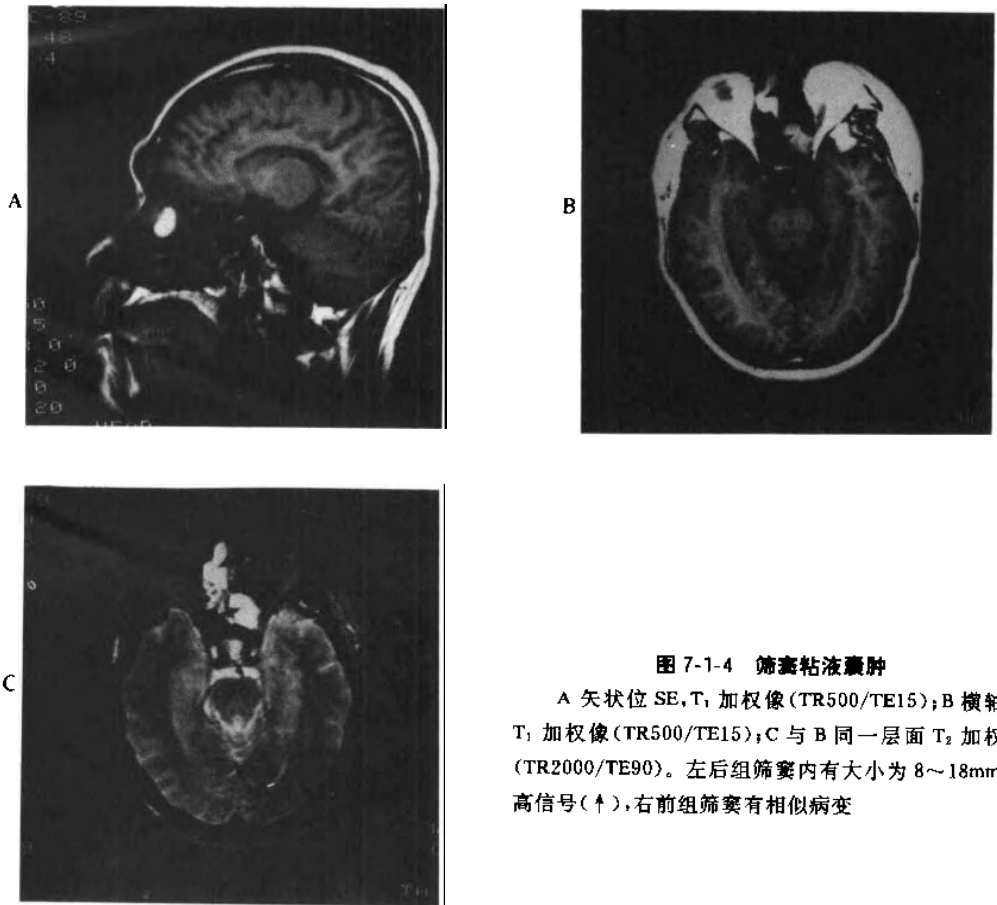 A
B
C
图 7-1-4 筛窦粘液囊肿
A 矢状位 SE,T₁ 加权像(TR500/TE15);B 横轴
T₁ 加权像(TR500/TE15);C 与 B 同一层面 T₂ 加权
(TR2000/TE90)。左后组筛窦内有大小为 8～18mm
高信号(↑),右前组筛窦有相似病变